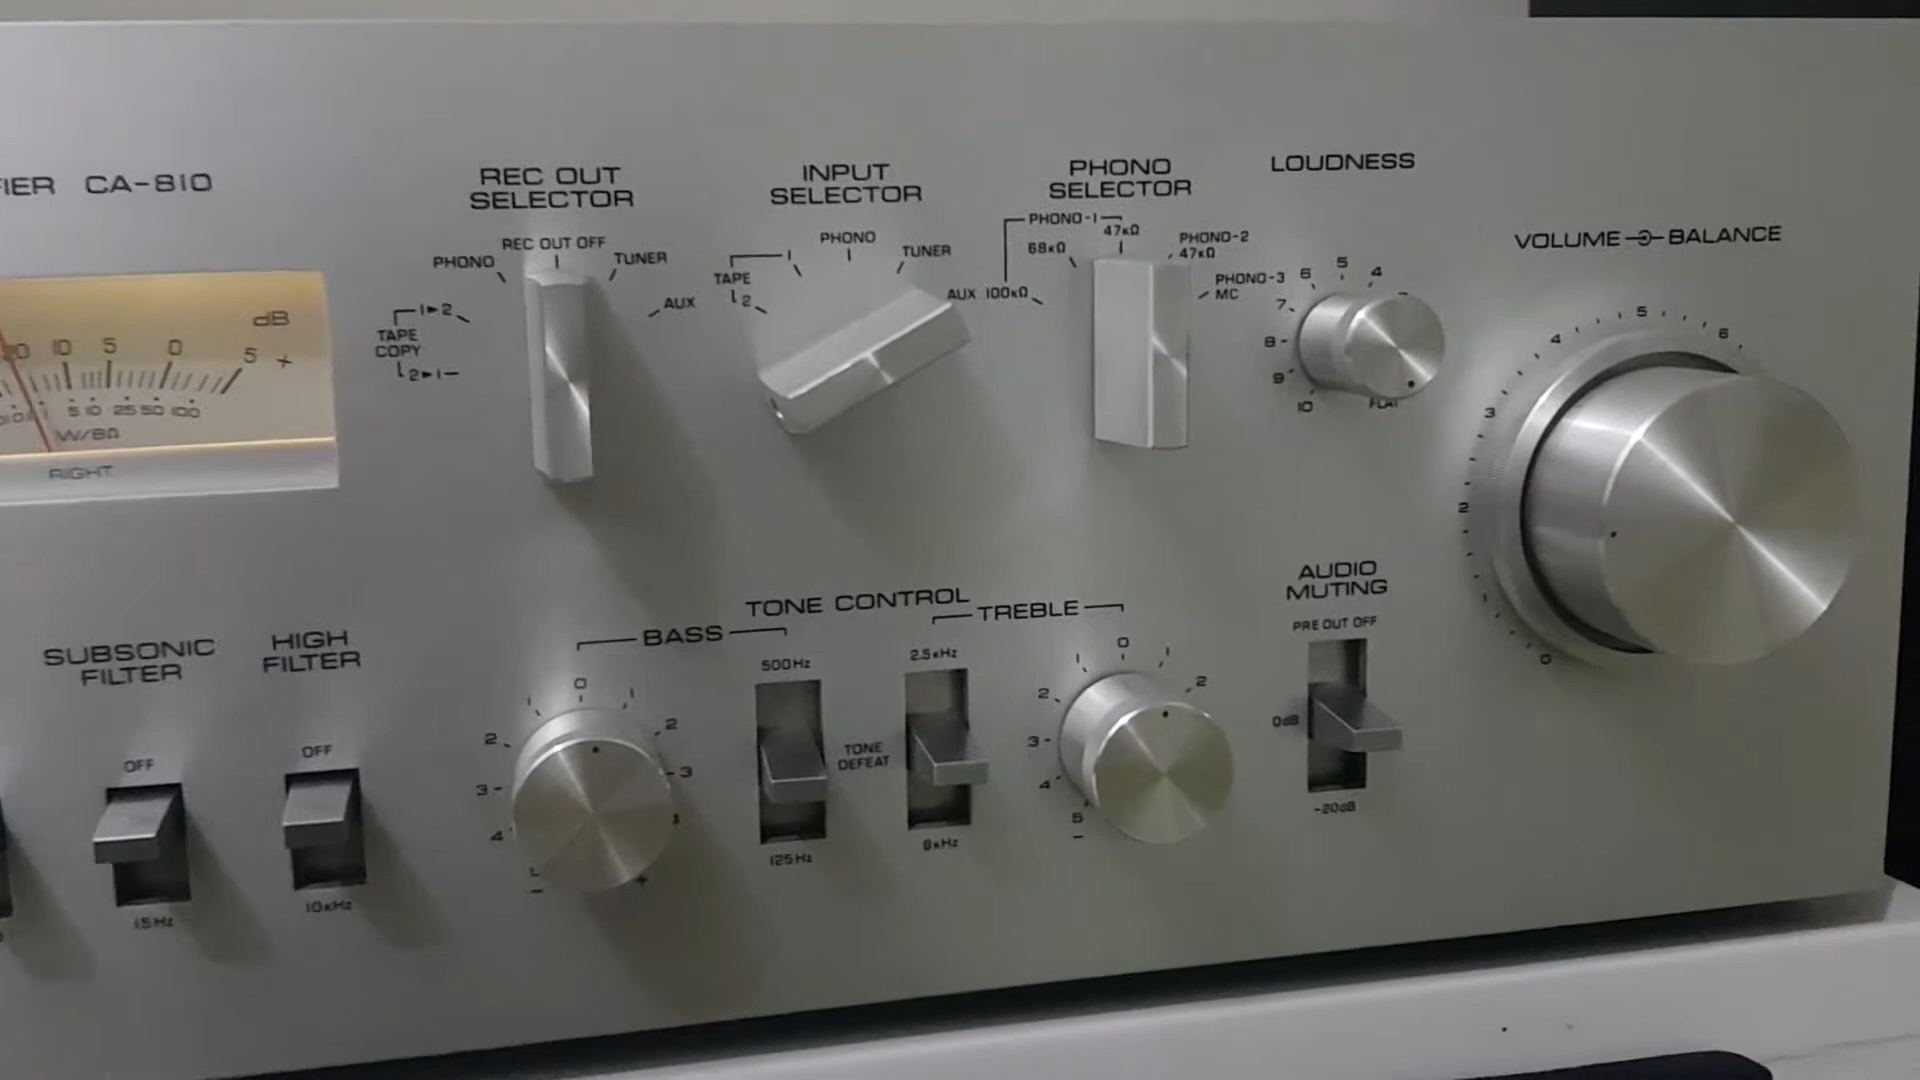 CA-810
dB
10 5 0 5 +
5 10 25 50 100
W/8Ω
RIGHT
REC OUT
SELECTOR
REC OUT OFF
PHONO
TUNER
AUX
1▸2
TAPE
COPY
2▸1
INPUT
SELECTOR
PHONO
1
TUNER
TAPE
2
AUX
PHONO
SELECTOR
PHONO-1
47KΩ
68KΩ
100KΩ
PHONO-2
47KΩ
PHONO-3
MC
LOUDNESS
5
6 4
7
8
9
10
FLAT
VOLUME BALANCE
5
4 6
3
2
1
0
SUBSONIC
FILTER
OFF
15Hz
HIGH
FILTER
OFF
10KHz
TONE CONTROL
BASS
0
1 1
2 2
3 3
4
- +
500Hz
125Hz
TONE
DEFEAT
TREBLE
2.5KHz
8KHz
0
1 1
2 2
3
4
5
-
AUDIO
MUTING
PRE OUT OFF
0dB
-20dB